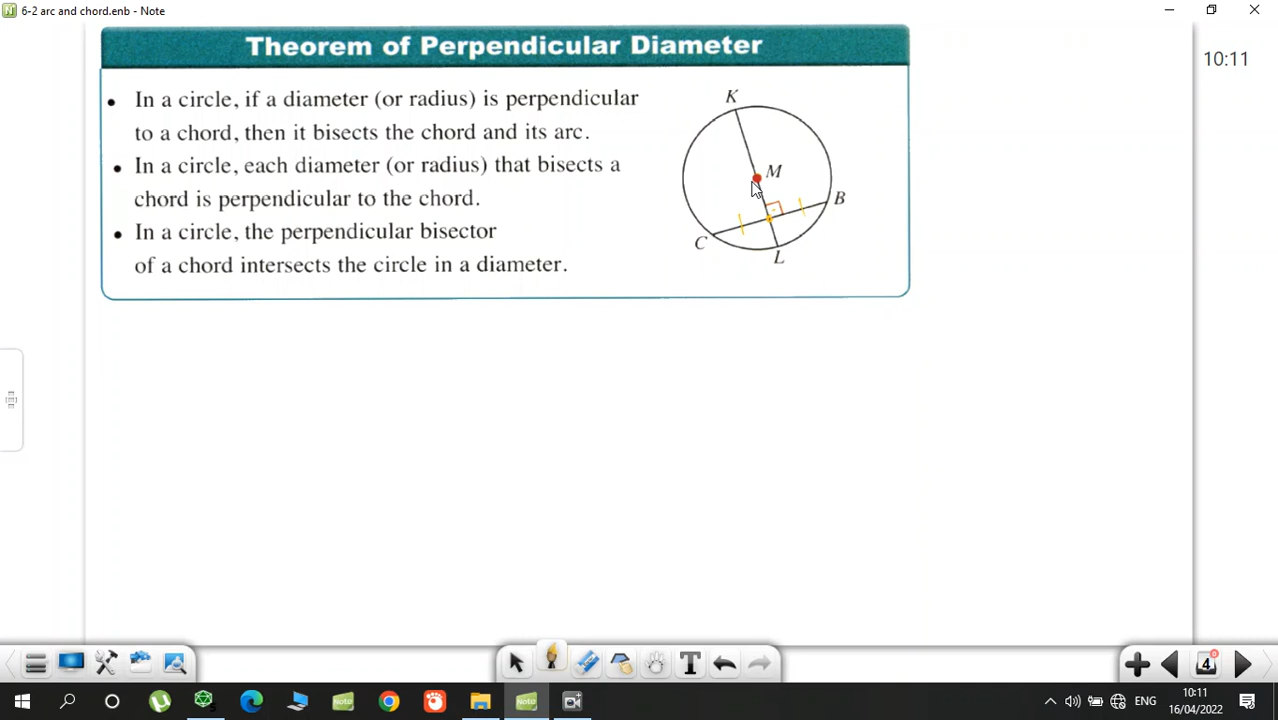 6-2 arc and chord.enb - Note
10:11
Theorem of Perpendicular Diameter
• In a circle, if a diameter (or radius) is perpendicular
to a chord, then it bisects the chord and its arc.
• In a circle, each diameter (or radius) that bisects a
chord is perpendicular to the chord.
• In a circle, the perpendicular bisector
of a chord intersects the circle in a diameter.
K
M
B
C
L
4
8
T
Note
Note
ENG
10:11
16/04/2022